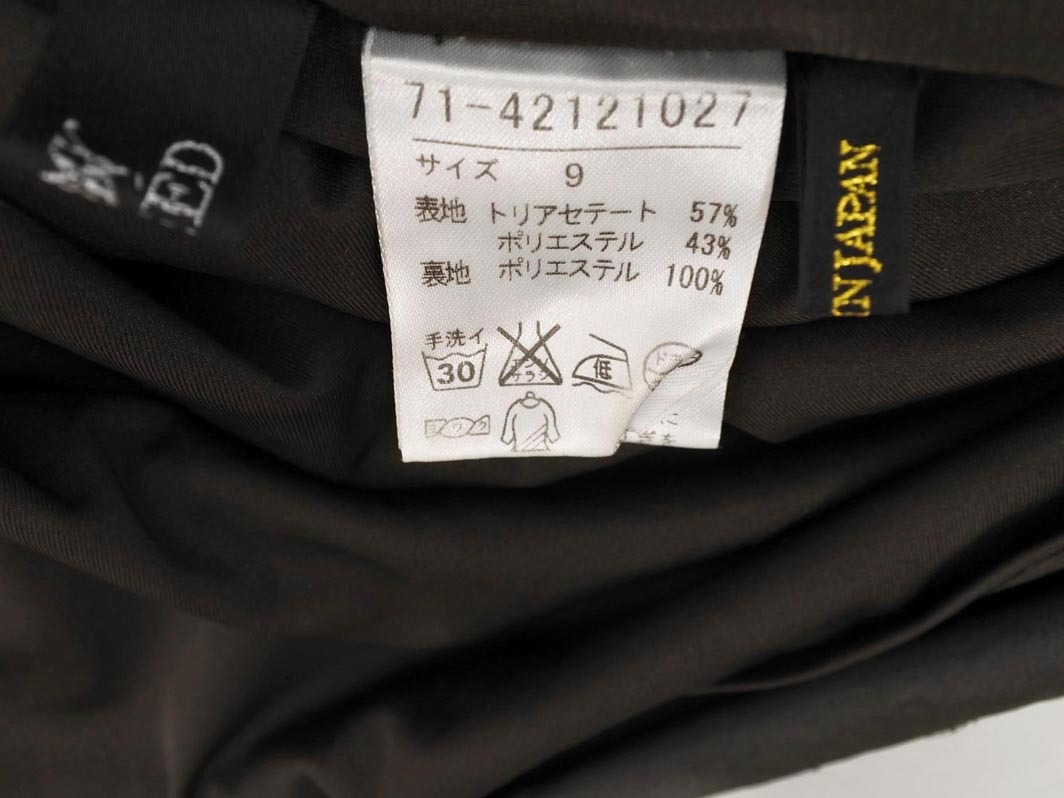 71-42121027
サイズ 9
表地 トリアセテート 57%
ポリエステル 43%
裏地 ポリエステル 100%
手洗イ
30
低
IN JAPAN